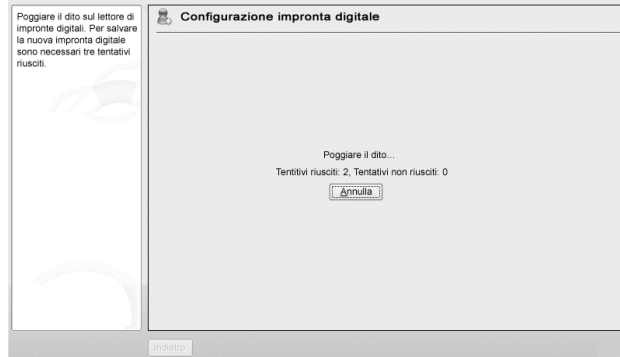 Poggiare il dito sul lettore di
impronte digitali. Per salvare
la nuova impronta digitale
sono necessari tre tentativi
riusciti.
Configurazione impronta digitale
Poggiare il dito...
Tentitivi riusciti: 2, Tentativi non riusciti: 0
Annulla
Indietro